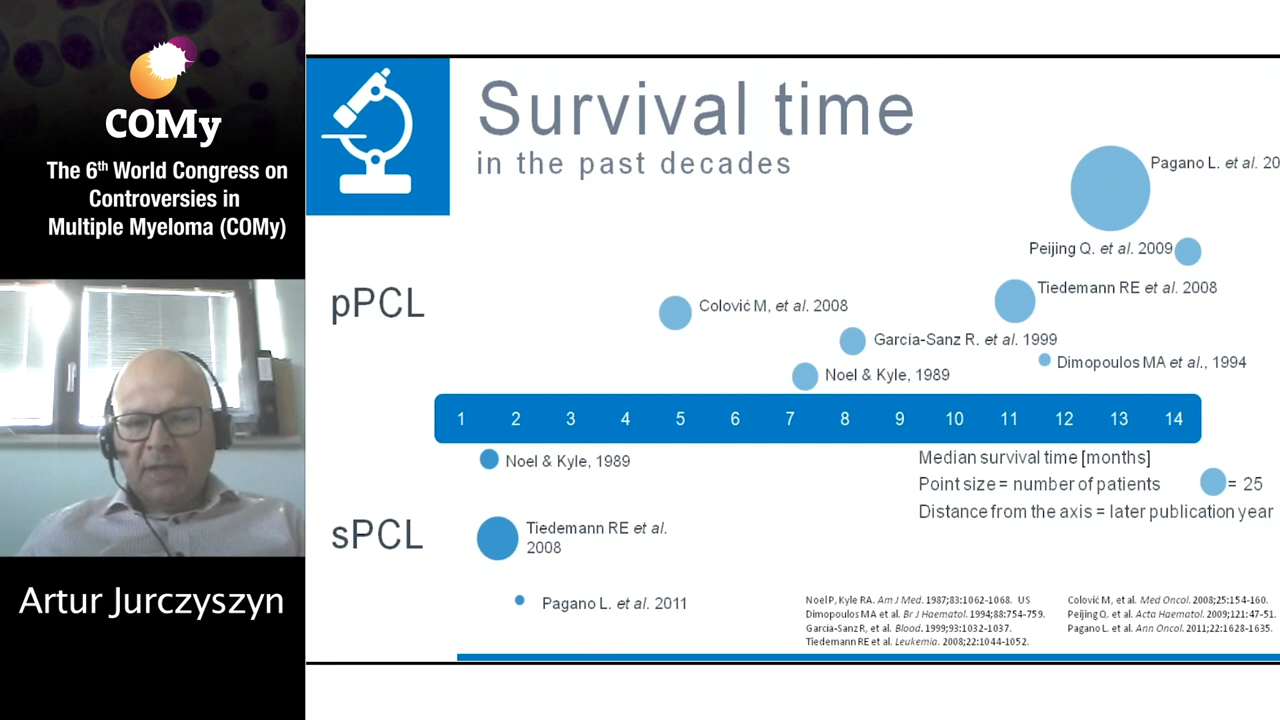 COMy
The 6th World Congress on
Controversies in
Multiple Myeloma (COMy)
Artur Jurczyszyn
Survival time
in the past decades
Pagano L. et al. 20
Peijing Q. et al. 2009
Tiedemann RE et al. 2008
pPCL
Colović M, et al. 2008
Garcia-Sanz R. et al. 1999
Dimopoulos MA et al., 1994
Noel & Kyle, 1989
1 2 3 4 5 6 7 8 9 10 11 12 13 14
Noel & Kyle, 1989
Median survival time [months]
Point size = number of patients = 25
Distance from the axis = later publication year
sPCL
Tiedemann RE et al.
2008
Pagano L. et al. 2011
Noel P, Kyle RA. Am J Med. 1987;83:1062-1068. US
Dimopoulos MA et al. Br J Haematol. 1994;88:754-759.
Garcia-Sanz R, et al. Blood. 1999;93:1032-1037.
Tiedemann RE et al. Leukemia. 2008;22:1044-1052.
Colović M, et al. Med Oncol. 2008;25:154-160.
Peijing Q. et al. Acta Haematol. 2009;121:47-51.
Pagano L. et al. Ann Oncol. 2011;22:1628-1635.